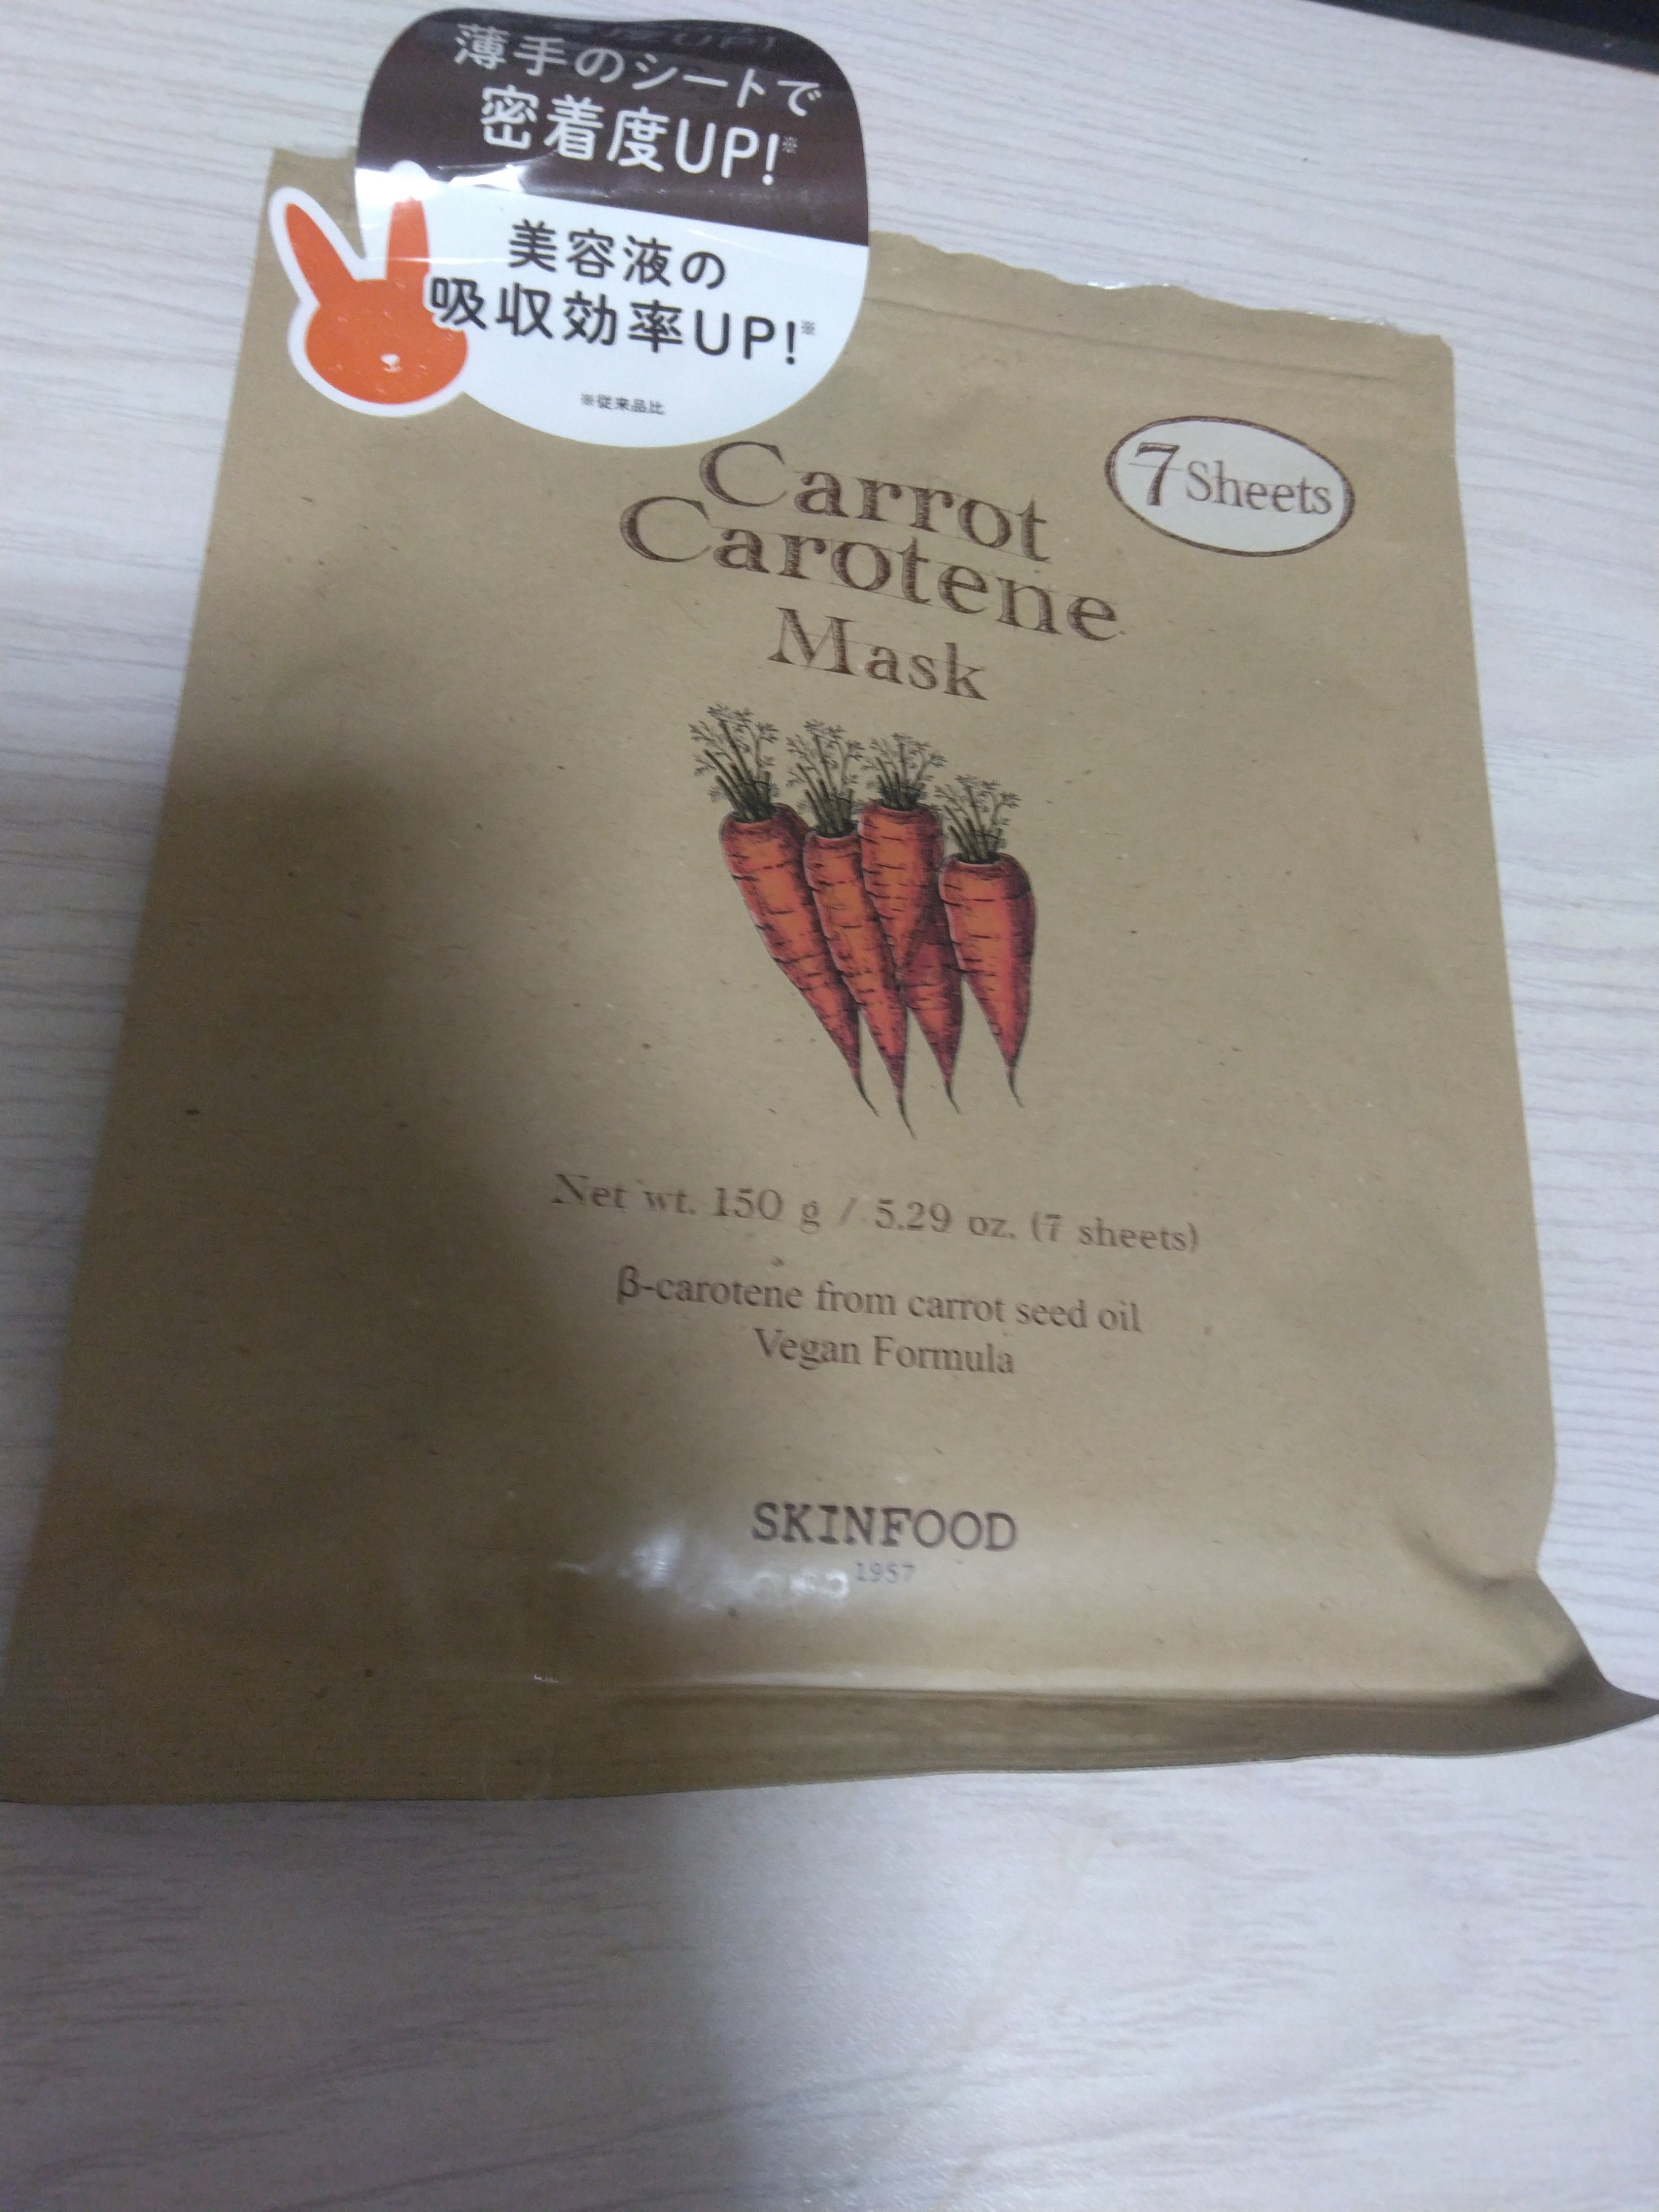 薄手のシートで
密着度UP!※
美容液の
吸収効率UP!※
※従来品比
7 Sheets
Carrot
Carotene
Mask
Net wt. 150 g / 5.29 oz. (7 sheets)
β-carotene from carrot seed oil
Vegan Formula
SKINFOOD
1957